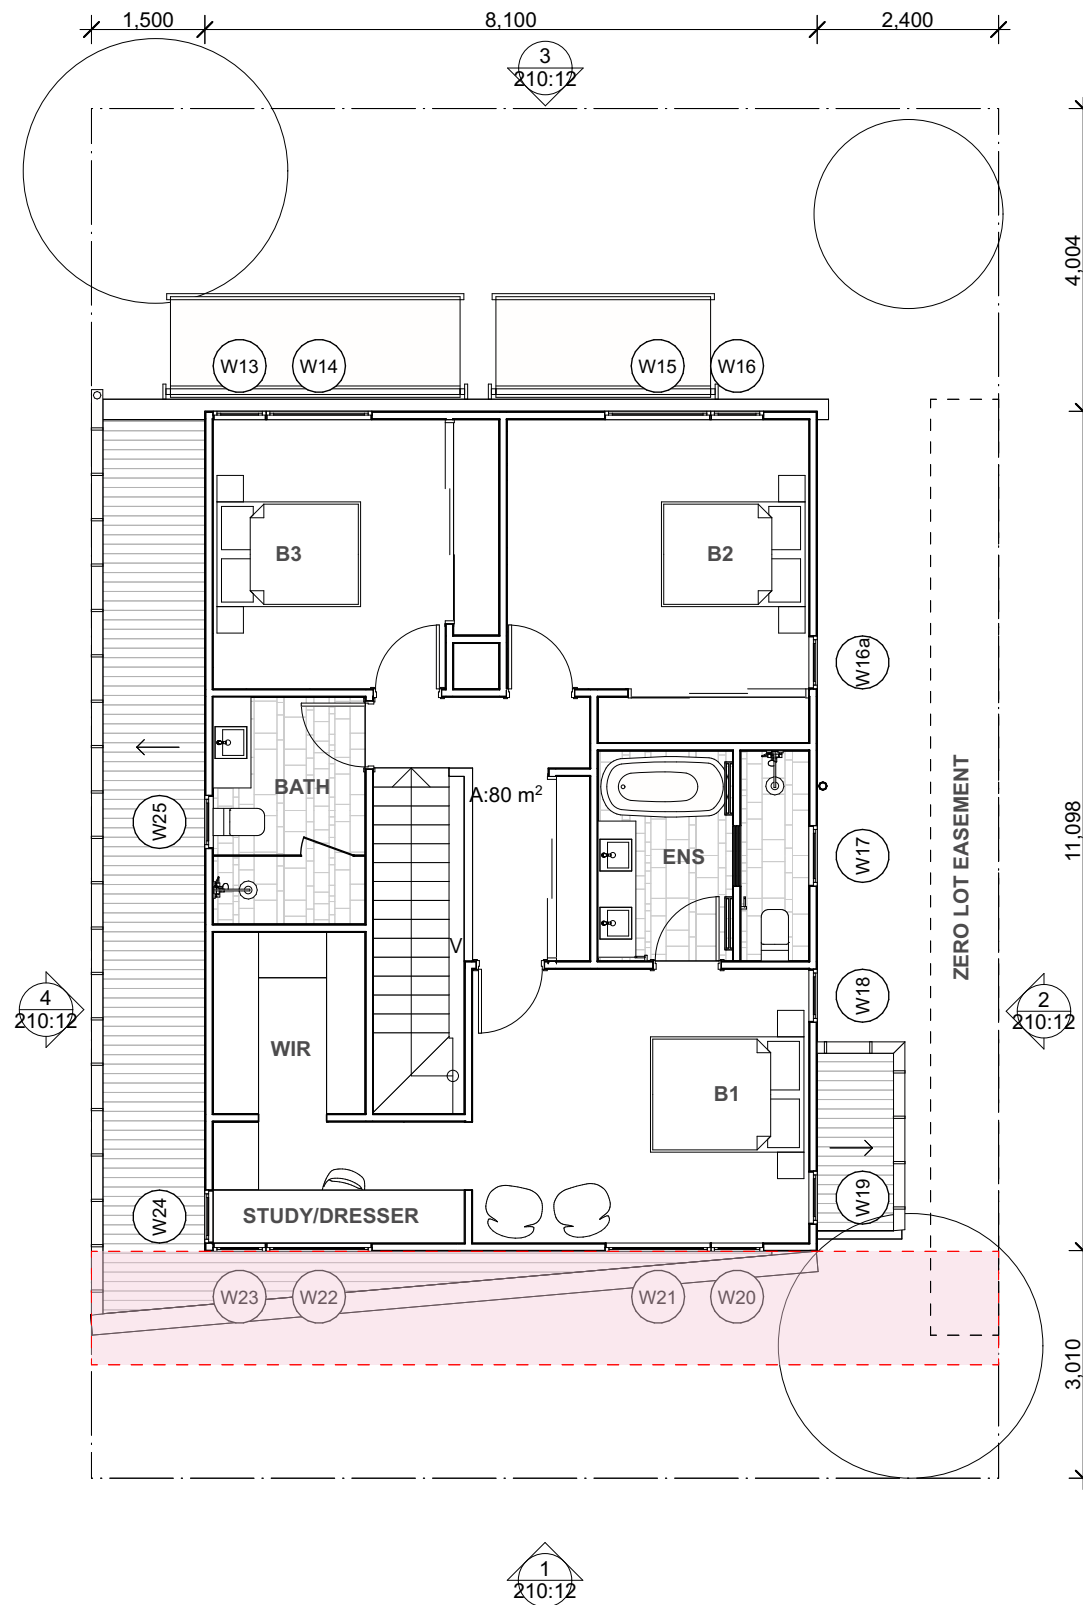 1,500
8,100
2,400
3
210:12
4,004
W13
W14
W15
W16
B3
B2
W16a
BATH
A:80 m²
W25
ENS
W17
ZERO LOT EASEMENT
11,098
V
W18
4
210:12
2
210:12
WIR
B1
W24
W19
STUDY/DRESSER
W23
W22
W21
W20
3,010
1
210:12